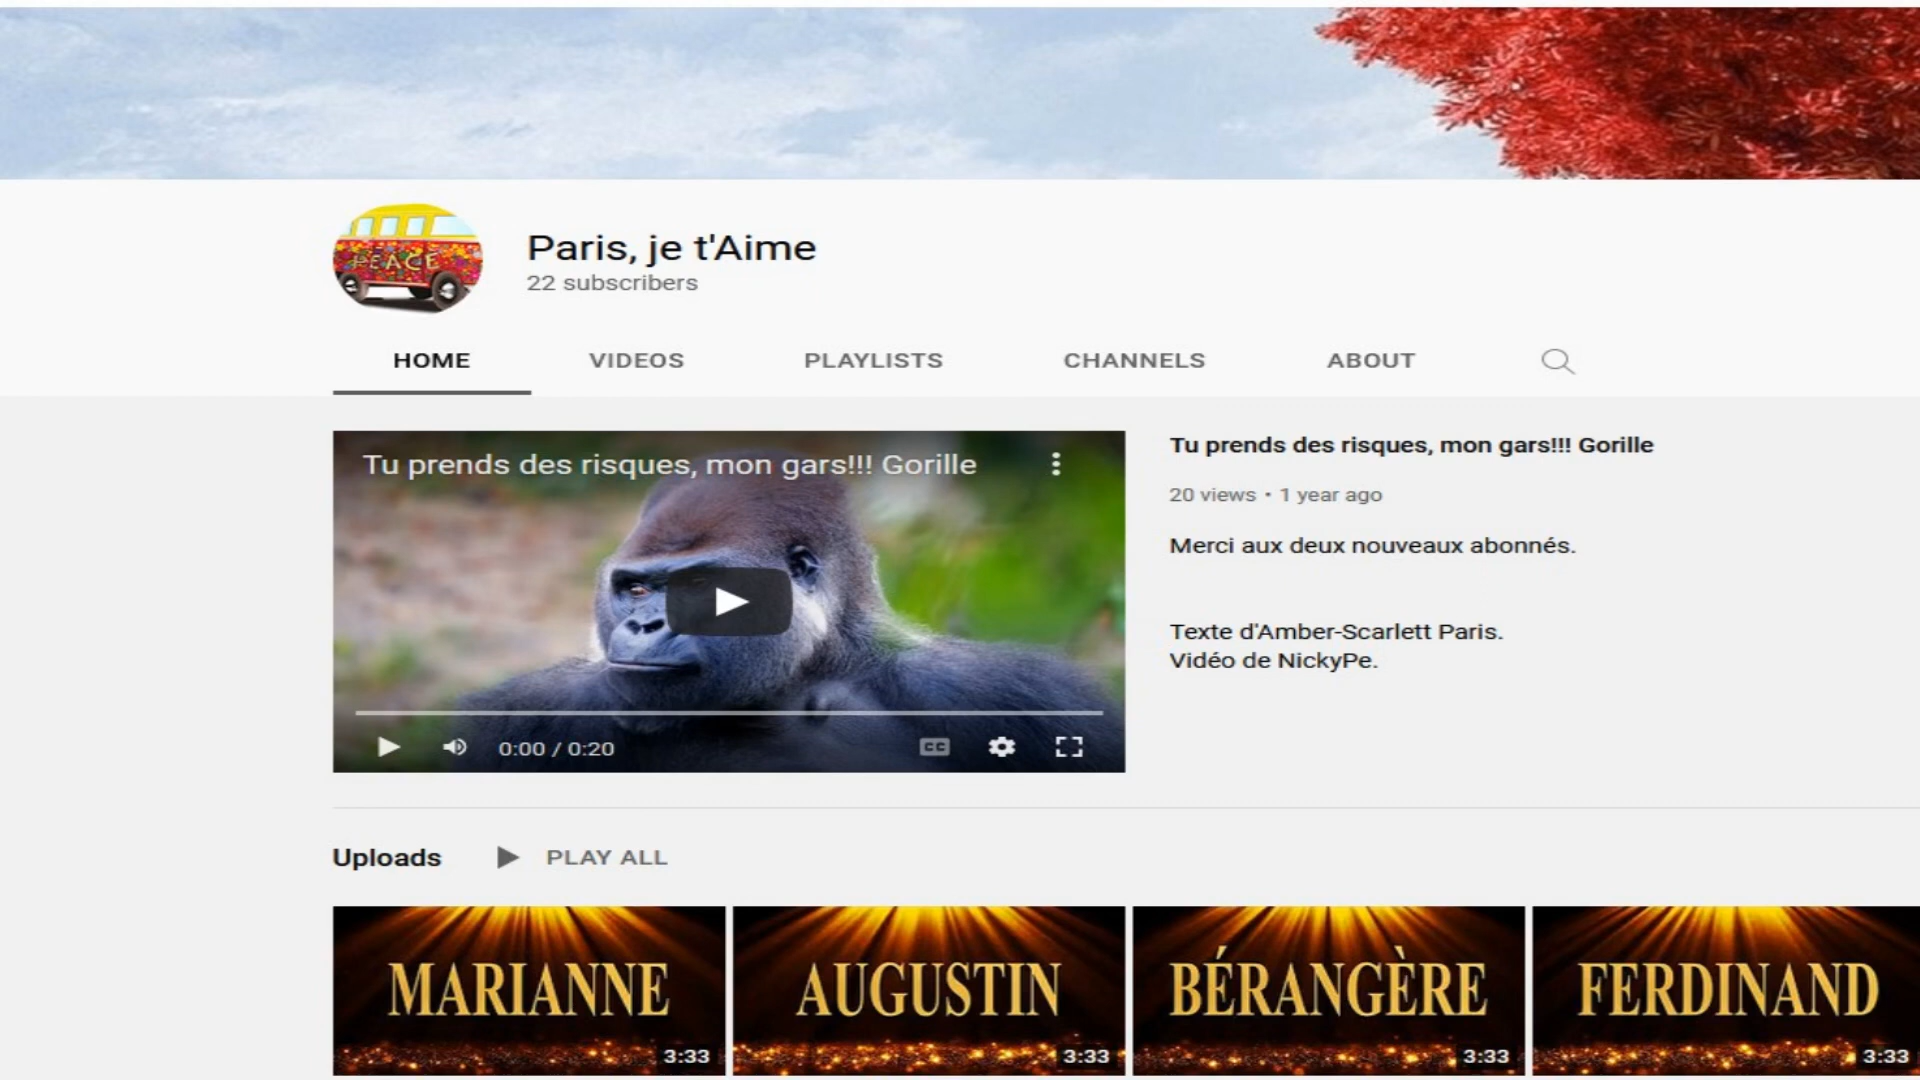 PEACE
Paris, je t'Aime
22 subscribers
HOME VIDEOS PLAYLISTS CHANNELS ABOUT
Tu prends des risques, mon gars!!! Gorille
0:00 / 0:20
CC
Tu prends des risques, mon gars!!! Gorille
20 views • 1 year ago
Merci aux deux nouveaux abonnés.
Texte d'Amber-Scarlett Paris.
Vidéo de NickyPe.
Uploads PLAY ALL
MARIANNE
3:33
AUGUSTIN
3:33
BÉRANGÈRE
3:33
FERDINAND
3:33